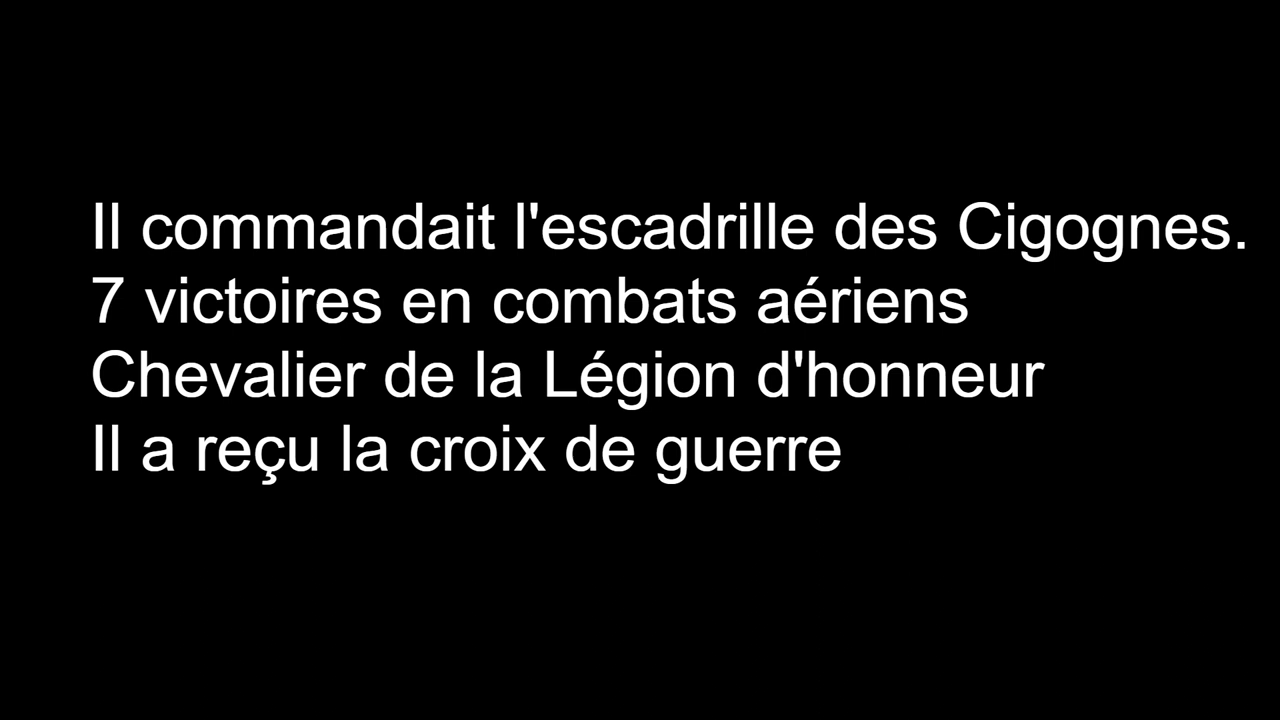 Il commandait l'escadrille des Cigognes.
7 victoires en combats aériens
Chevalier de la Légion d'honneur
Il a reçu la croix de guerre